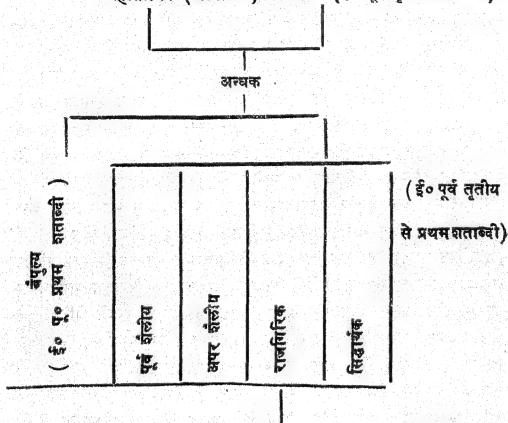 अन्धक
वैपुल्य
( ई० पू० प्रथम शताब्दी )
पूर्व शैलीय
अपर शैलीय
राजगिरिक
सिद्धार्थक
( ई० पूर्व तृतीय
से प्रथम शताब्दी)